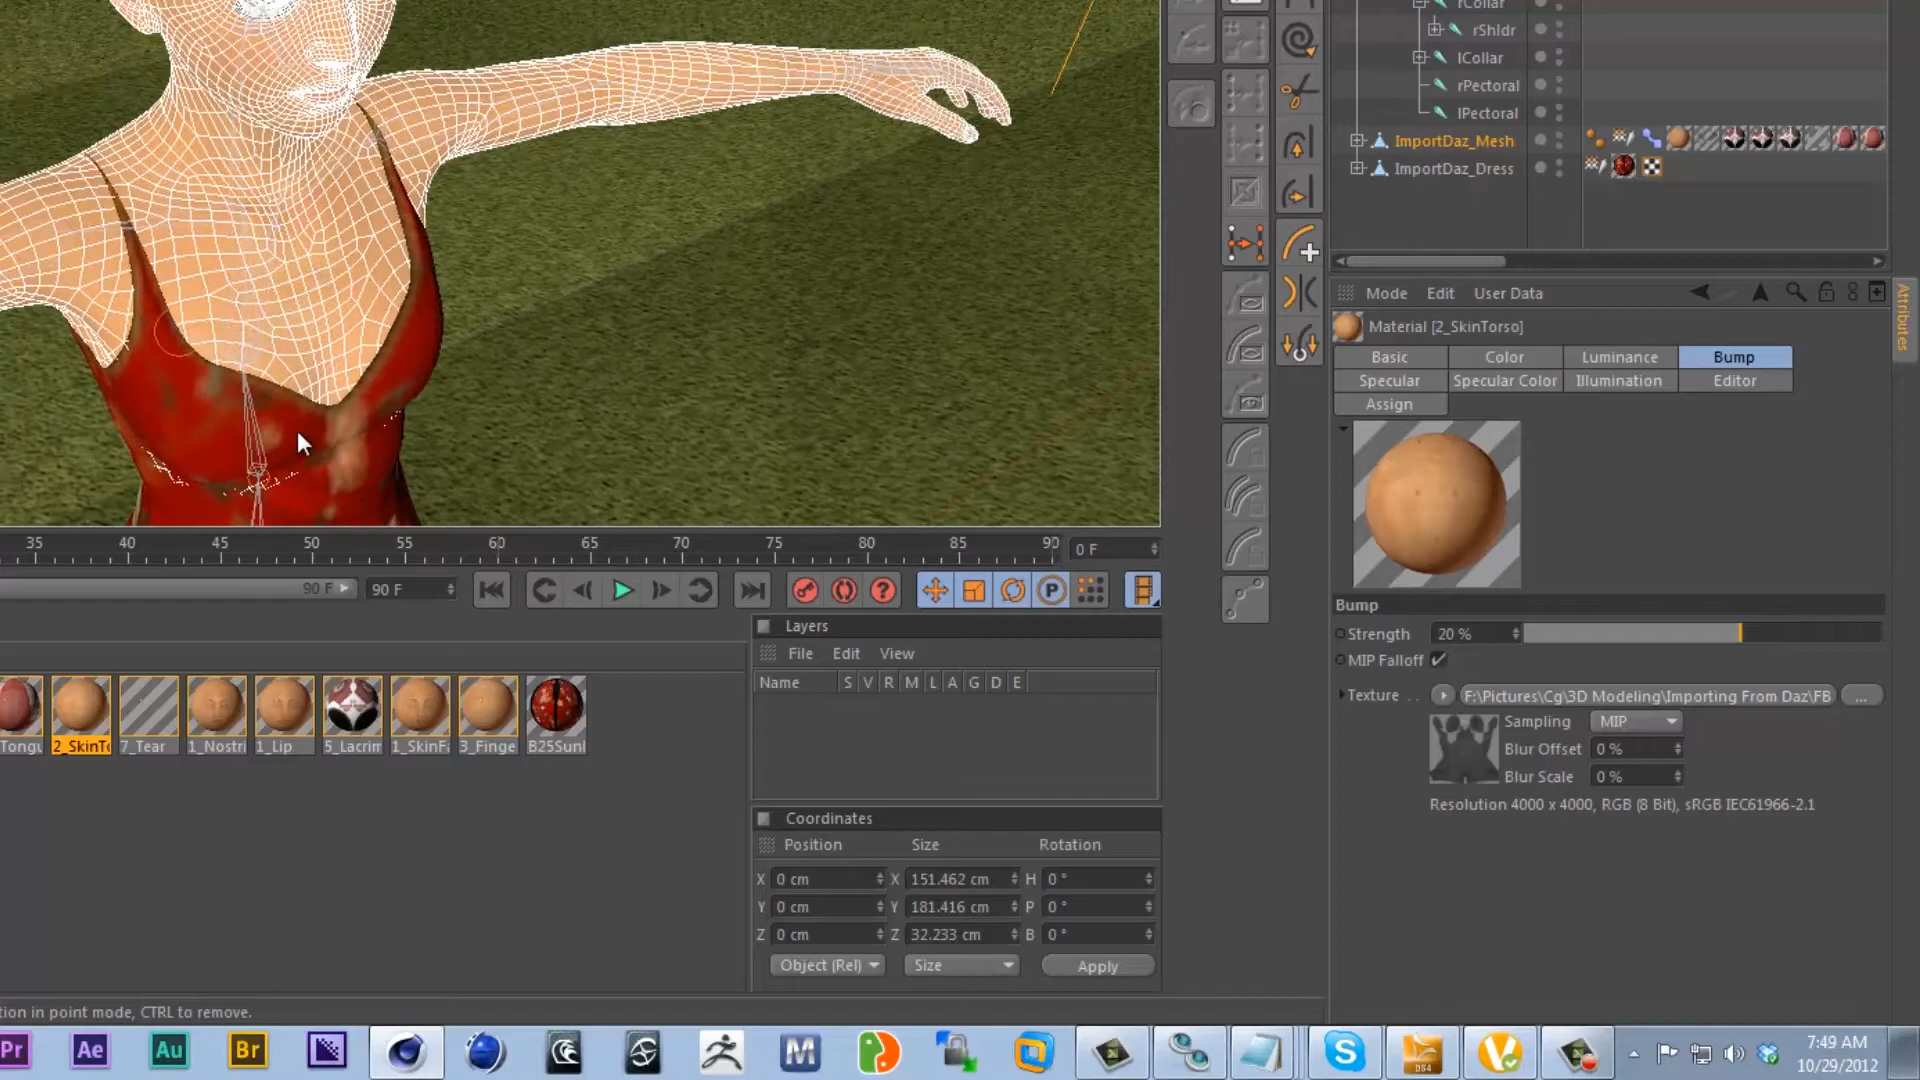 rCollar
rShldr
lCollar
rPectoral
lPectoral
ImportDaz_Mesh
ImportDaz_Dress
Mode Edit User Data
Attributes
Material [2_SkinTorso]
Basic Color Luminance Bump
Specular Specular Color Illumination Editor
Assign
Bump
Strength 20 %
MIP Falloff
Texture . . F:\Pictures\Cg\3D Modeling\Importing From Daz\FB ...
Sampling MIP
Blur Offset 0 %
Blur Scale 0 %
Resolution 4000 x 4000, RGB (8 Bit), sRGB IEC61966-2.1
35 40 45 50 55 60 65 70 75 80 85 90 0 F
90 F 90 F
P
Layers
File Edit View
Name S V R M L A G D E
Tongu 2_SkinTo 7_Tear 1_Nostri 1_Lip 5_Lacrim 1_SkinFa 3_Finge B25Sunl
Coordinates
Position Size Rotation
X 0 cm X 151.462 cm H 0 °
Y 0 cm Y 181.416 cm P 0 °
Z 0 cm Z 32.233 cm B 0 °
Object (Rel) Size Apply
tion in point mode, CTRL to remove.
Pr Ae Au Br M S DS4
7:49 AM
10/29/2012